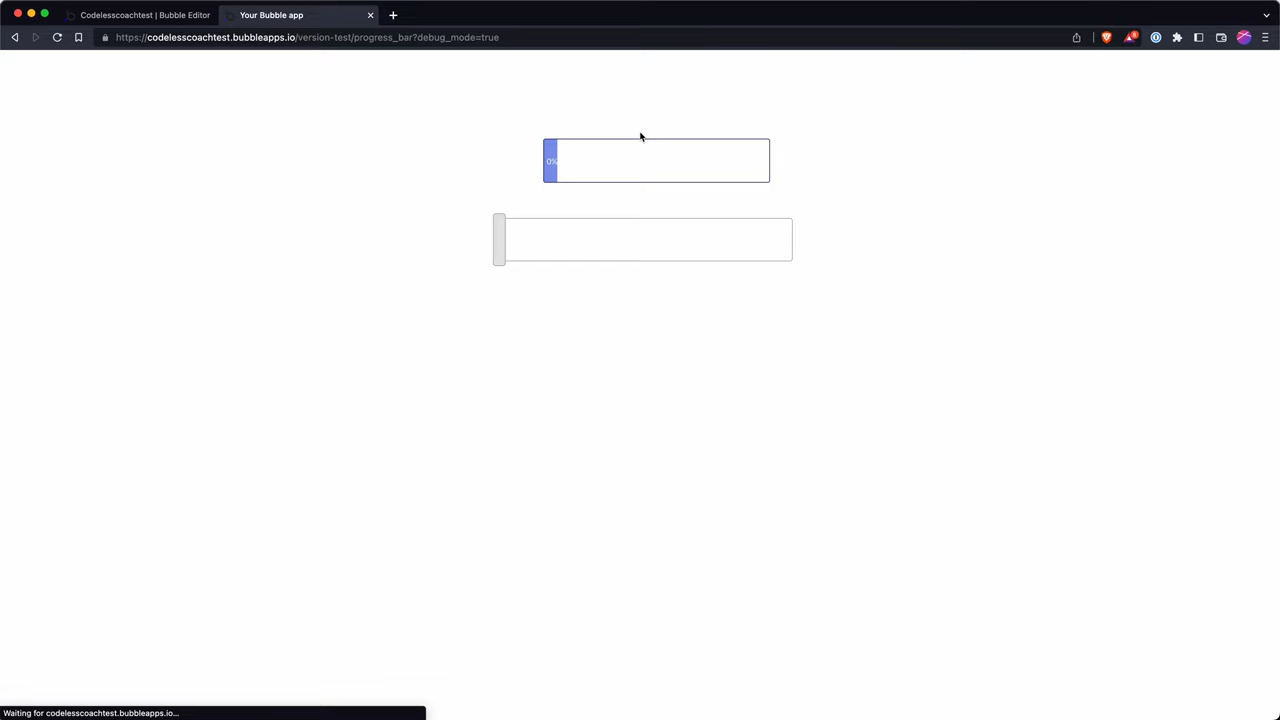 Codelesscoachtest | Bubble Editor
Your Bubble app
https://codelesscoachtest.bubbleapps.io/version-test/progress_bar?debug_mode=true
8
0%
Waiting for codelesscoachtest.bubbleapps.io...